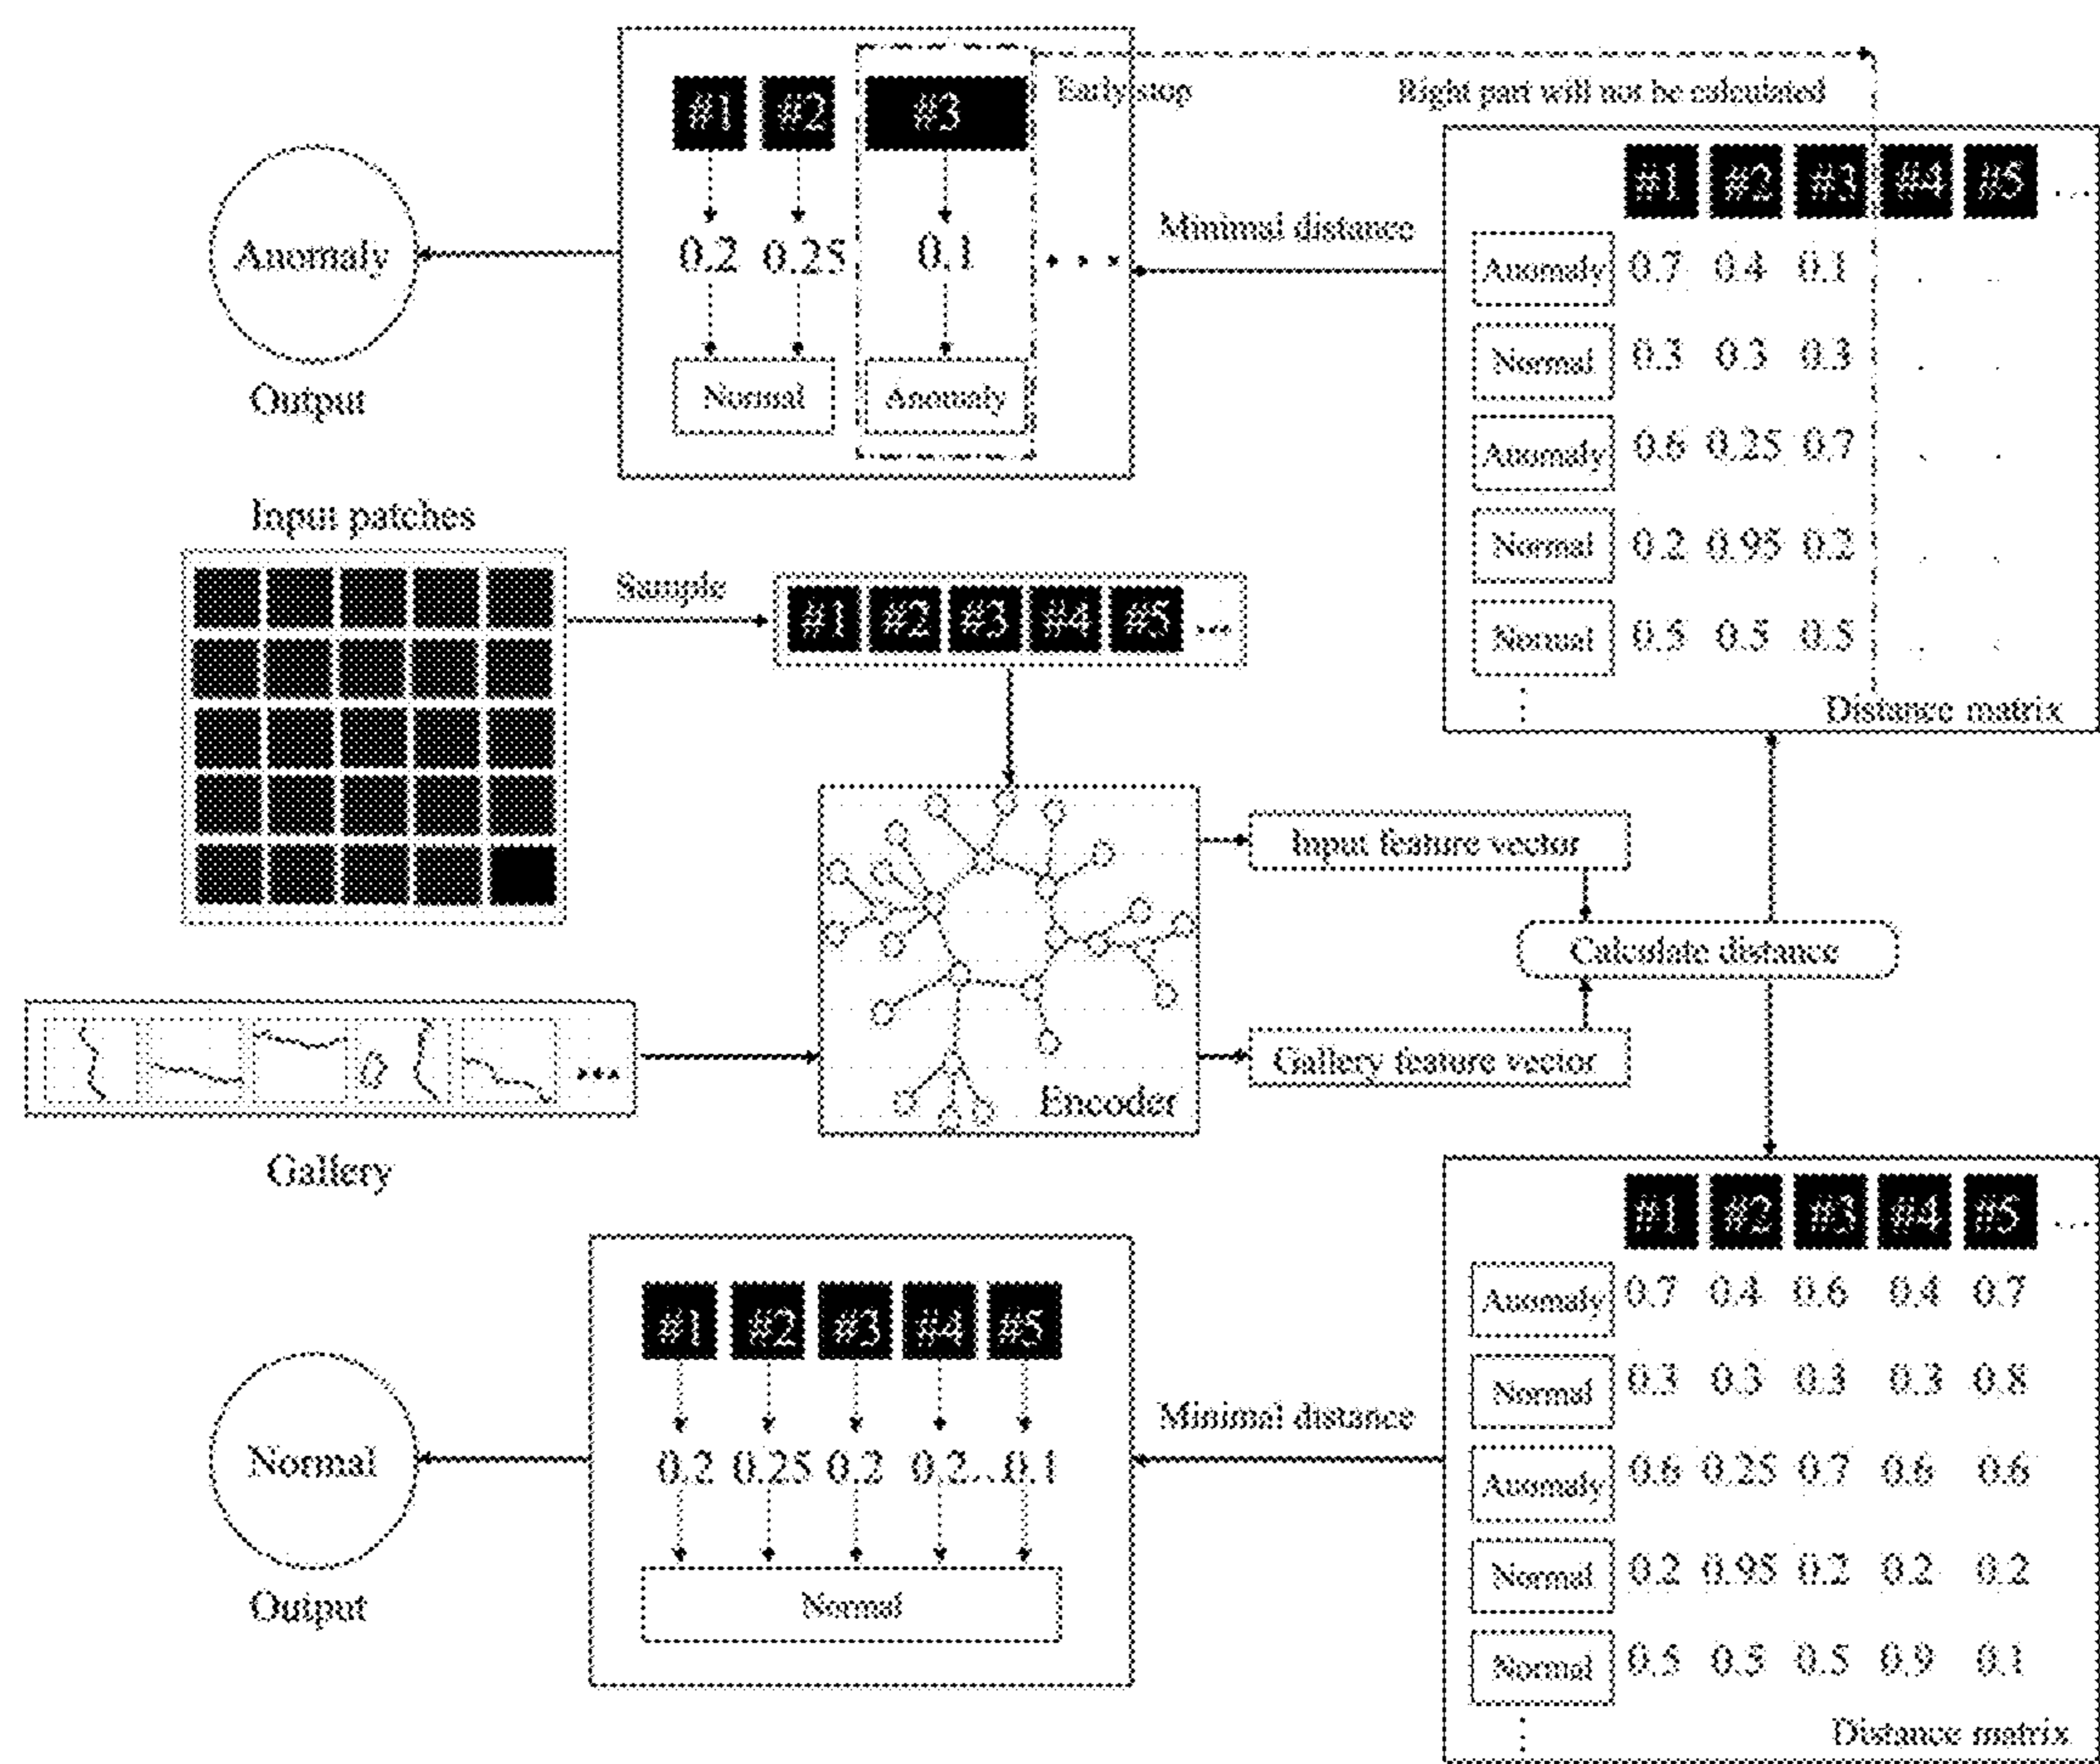 #1 #2 #3
Early stop
Right part will not be calculated
0.2 0.25 0.1 ...
Normal Anomaly
Anomaly
Output
Minimal distance
#1 #2 #3 #4 #5 ...
Anomaly 0.7 0.4 0.1 . .
Normal 0.3 0.3 0.3 . .
Anomaly 0.6 0.25 0.7 . .
Normal 0.2 0.95 0.2 . .
Normal 0.5 0.5 0.5 . .
Distance matrix
Input patches
Sample
#1 #2 #3 #4 #5 ...
Input feature vector
Calculate distance
Gallery feature vector
Encoder
...
Gallery
#1 #2 #3 #4 #5
0.2 0.25 0.2 0.2...0.1
Normal
Normal
Output
Minimal distance
#1 #2 #3 #4 #5 ...
Anomaly 0.7 0.4 0.6 0.4 0.7
Normal 0.3 0.3 0.3 0.3 0.8
Anomaly 0.6 0.25 0.7 0.6 0.6
Normal 0.2 0.95 0.2 0.2 0.2
Normal 0.5 0.5 0.5 0.9 0.1
Distance matrix